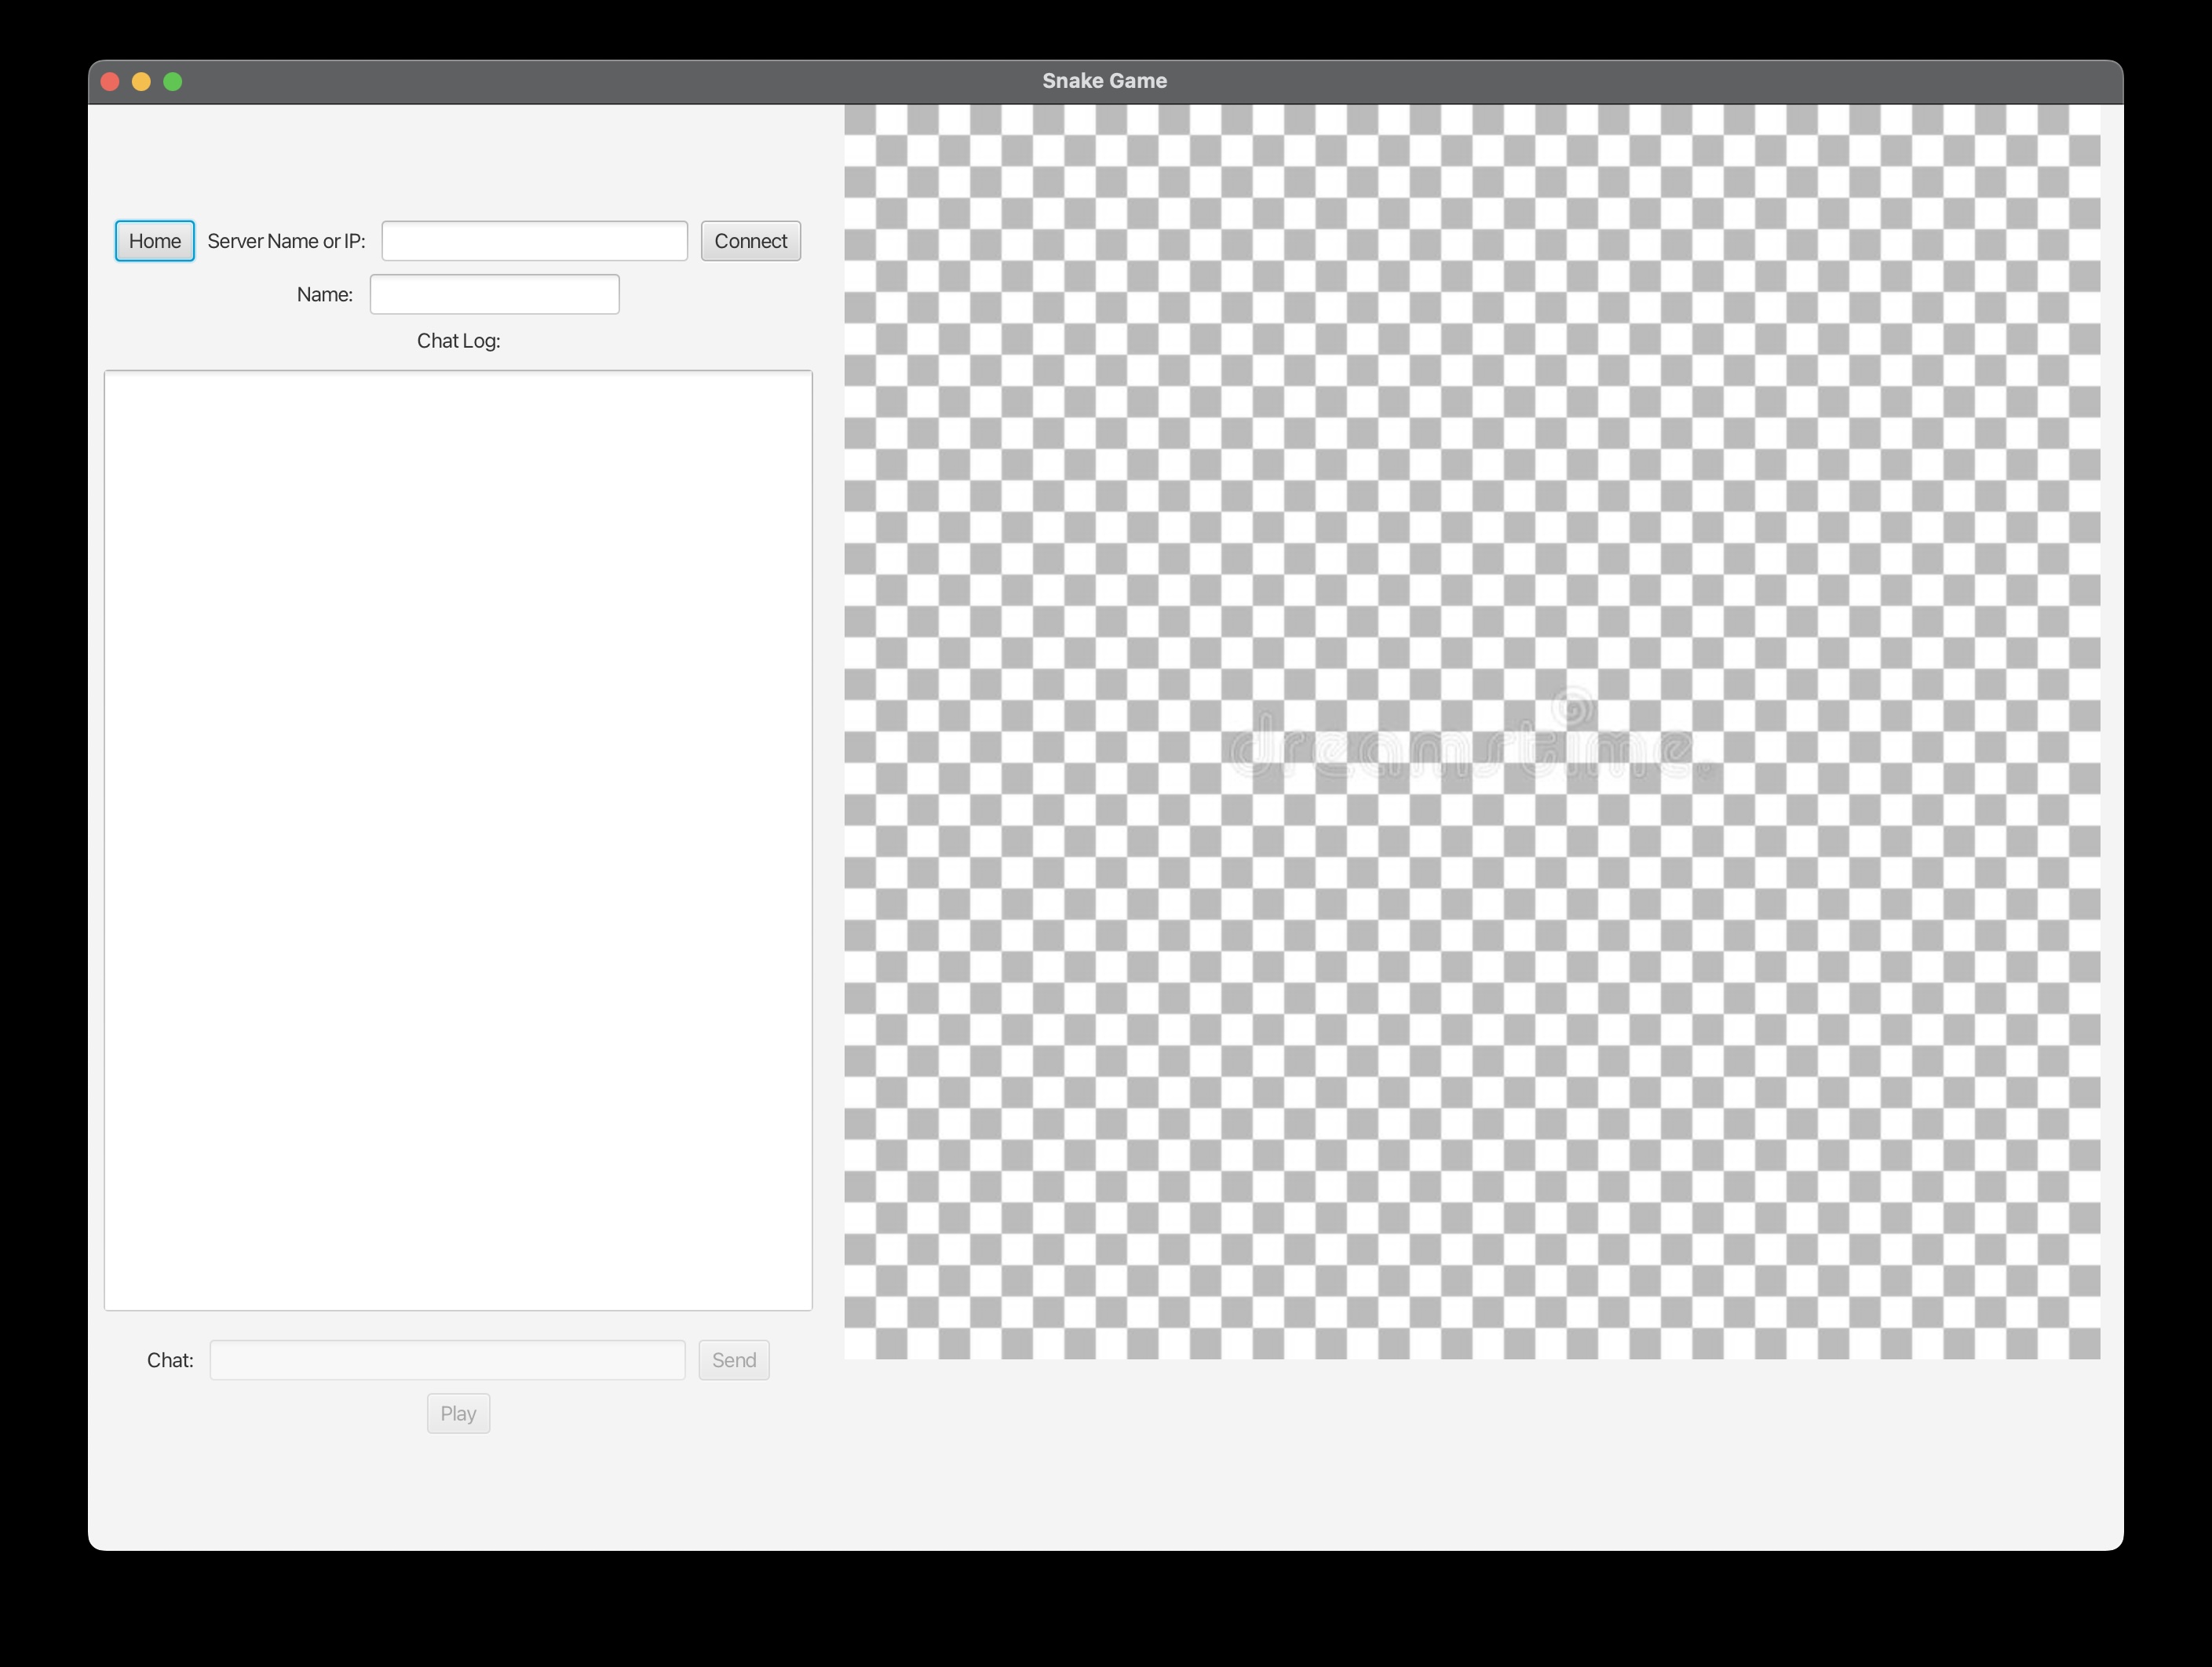 Snake Game
Home Server Name or IP: Connect
Name:
Chat Log:
dreamstime
Chat: Send
Play